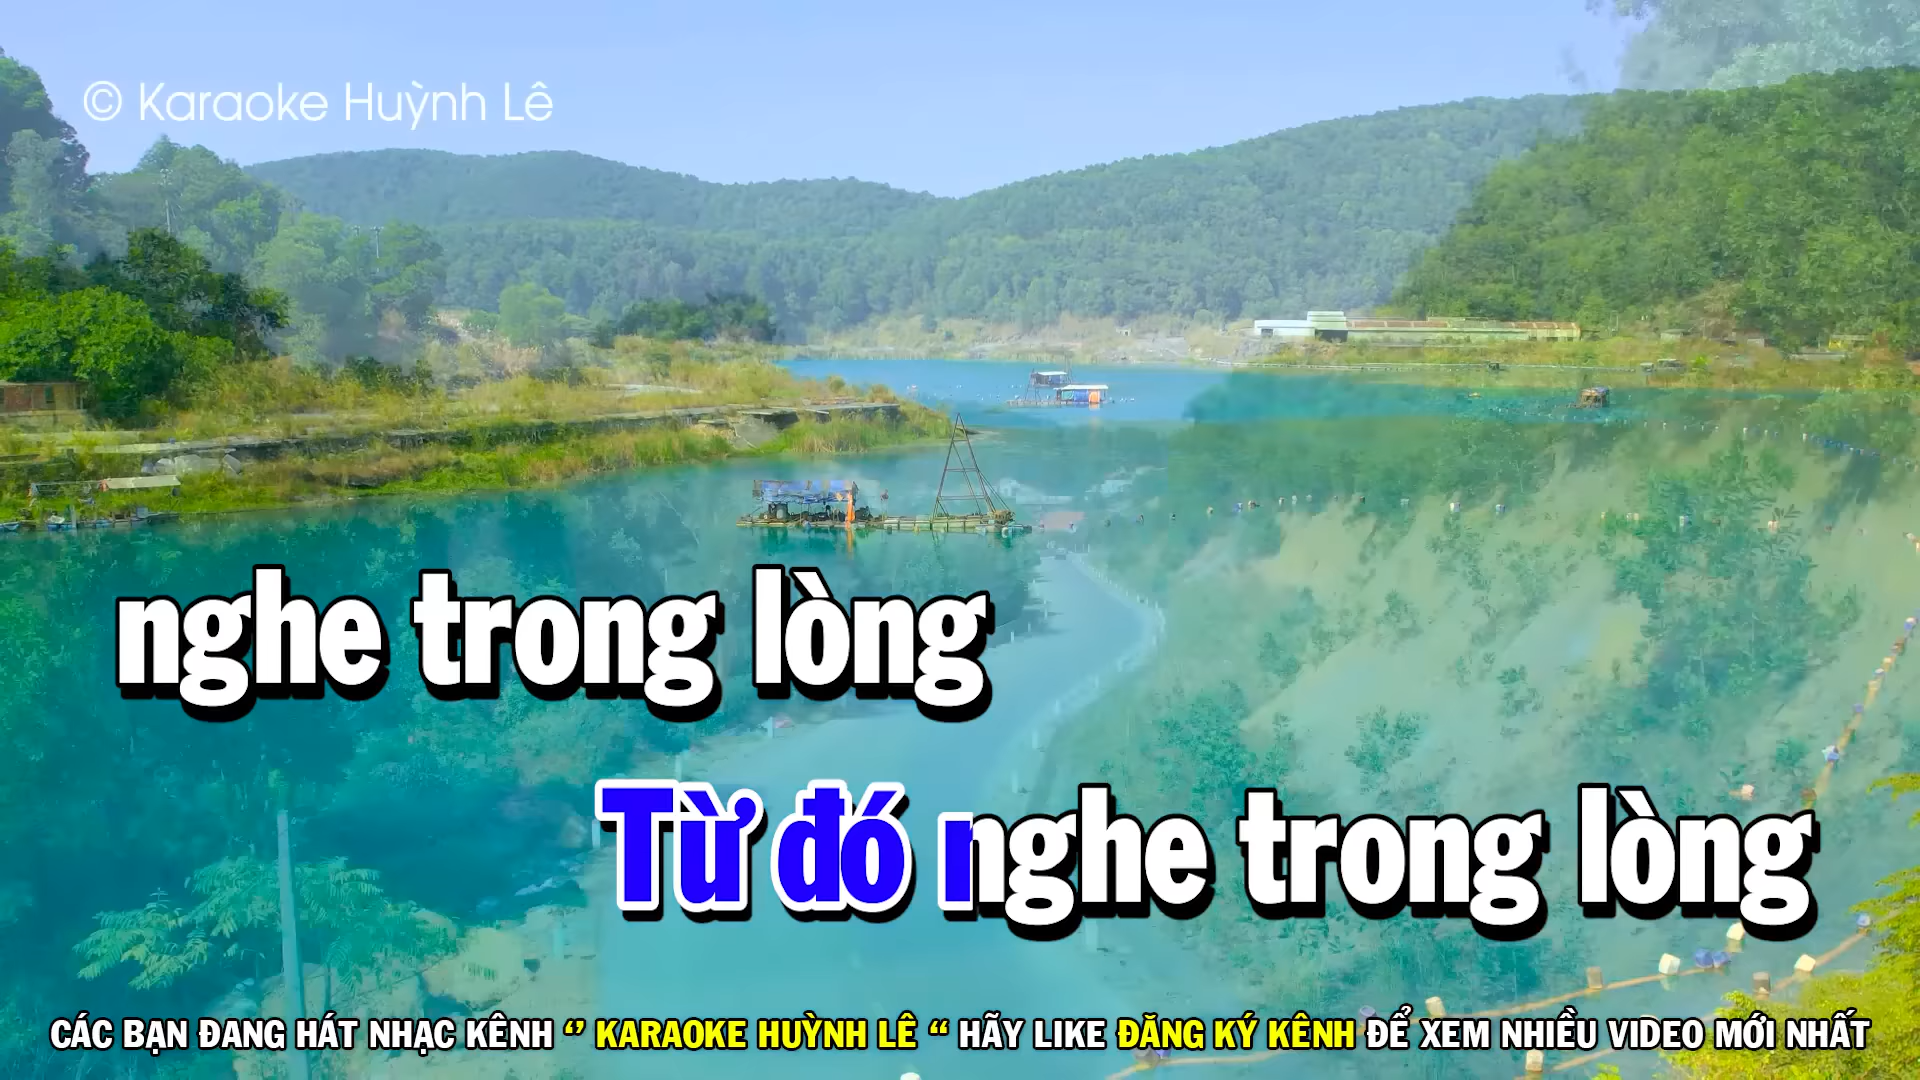 © Karaoke Huỳnh Lê
nghe trong lòng
Từ đó nghe trong lòng
CÁC BẠN ĐANG HÁT NHẠC KÊNH ‘’ KARAOKE HUỲNH LÊ “ HÃY LIKE ĐĂNG KÝ KÊNH ĐỂ XEM NHIỀU VIDEO MỚI NHẤT